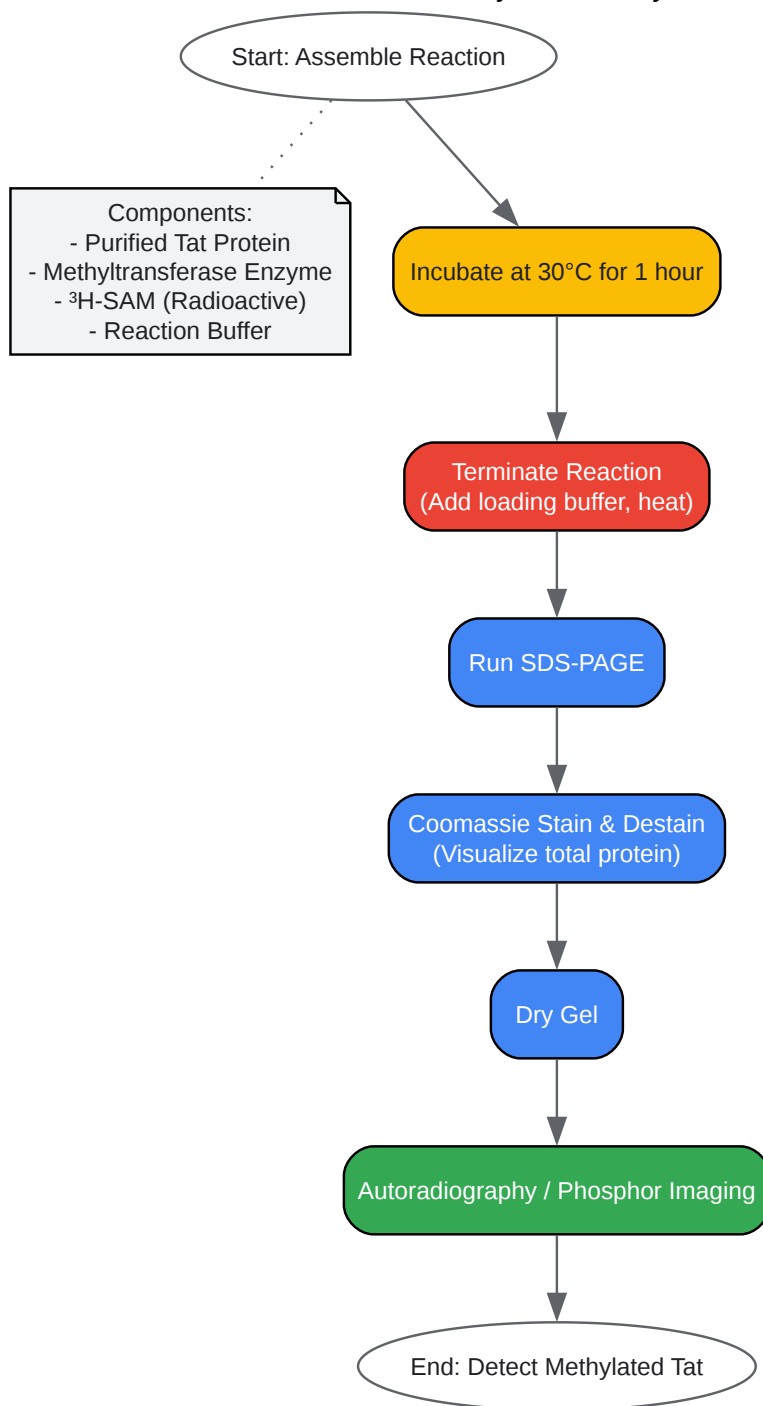 Start: Assemble Reaction
Components:
- Purified Tat Protein
- Methyltransferase Enzyme
- ³H-SAM (Radioactive)
- Reaction Buffer
Incubate at 30°C for 1 hour
Terminate Reaction
(Add loading buffer, heat)
Run SDS-PAGE
Coomassie Stain & Destain
(Visualize total protein)
Dry Gel
Autoradiography / Phosphor Imaging
End: Detect Methylated Tat